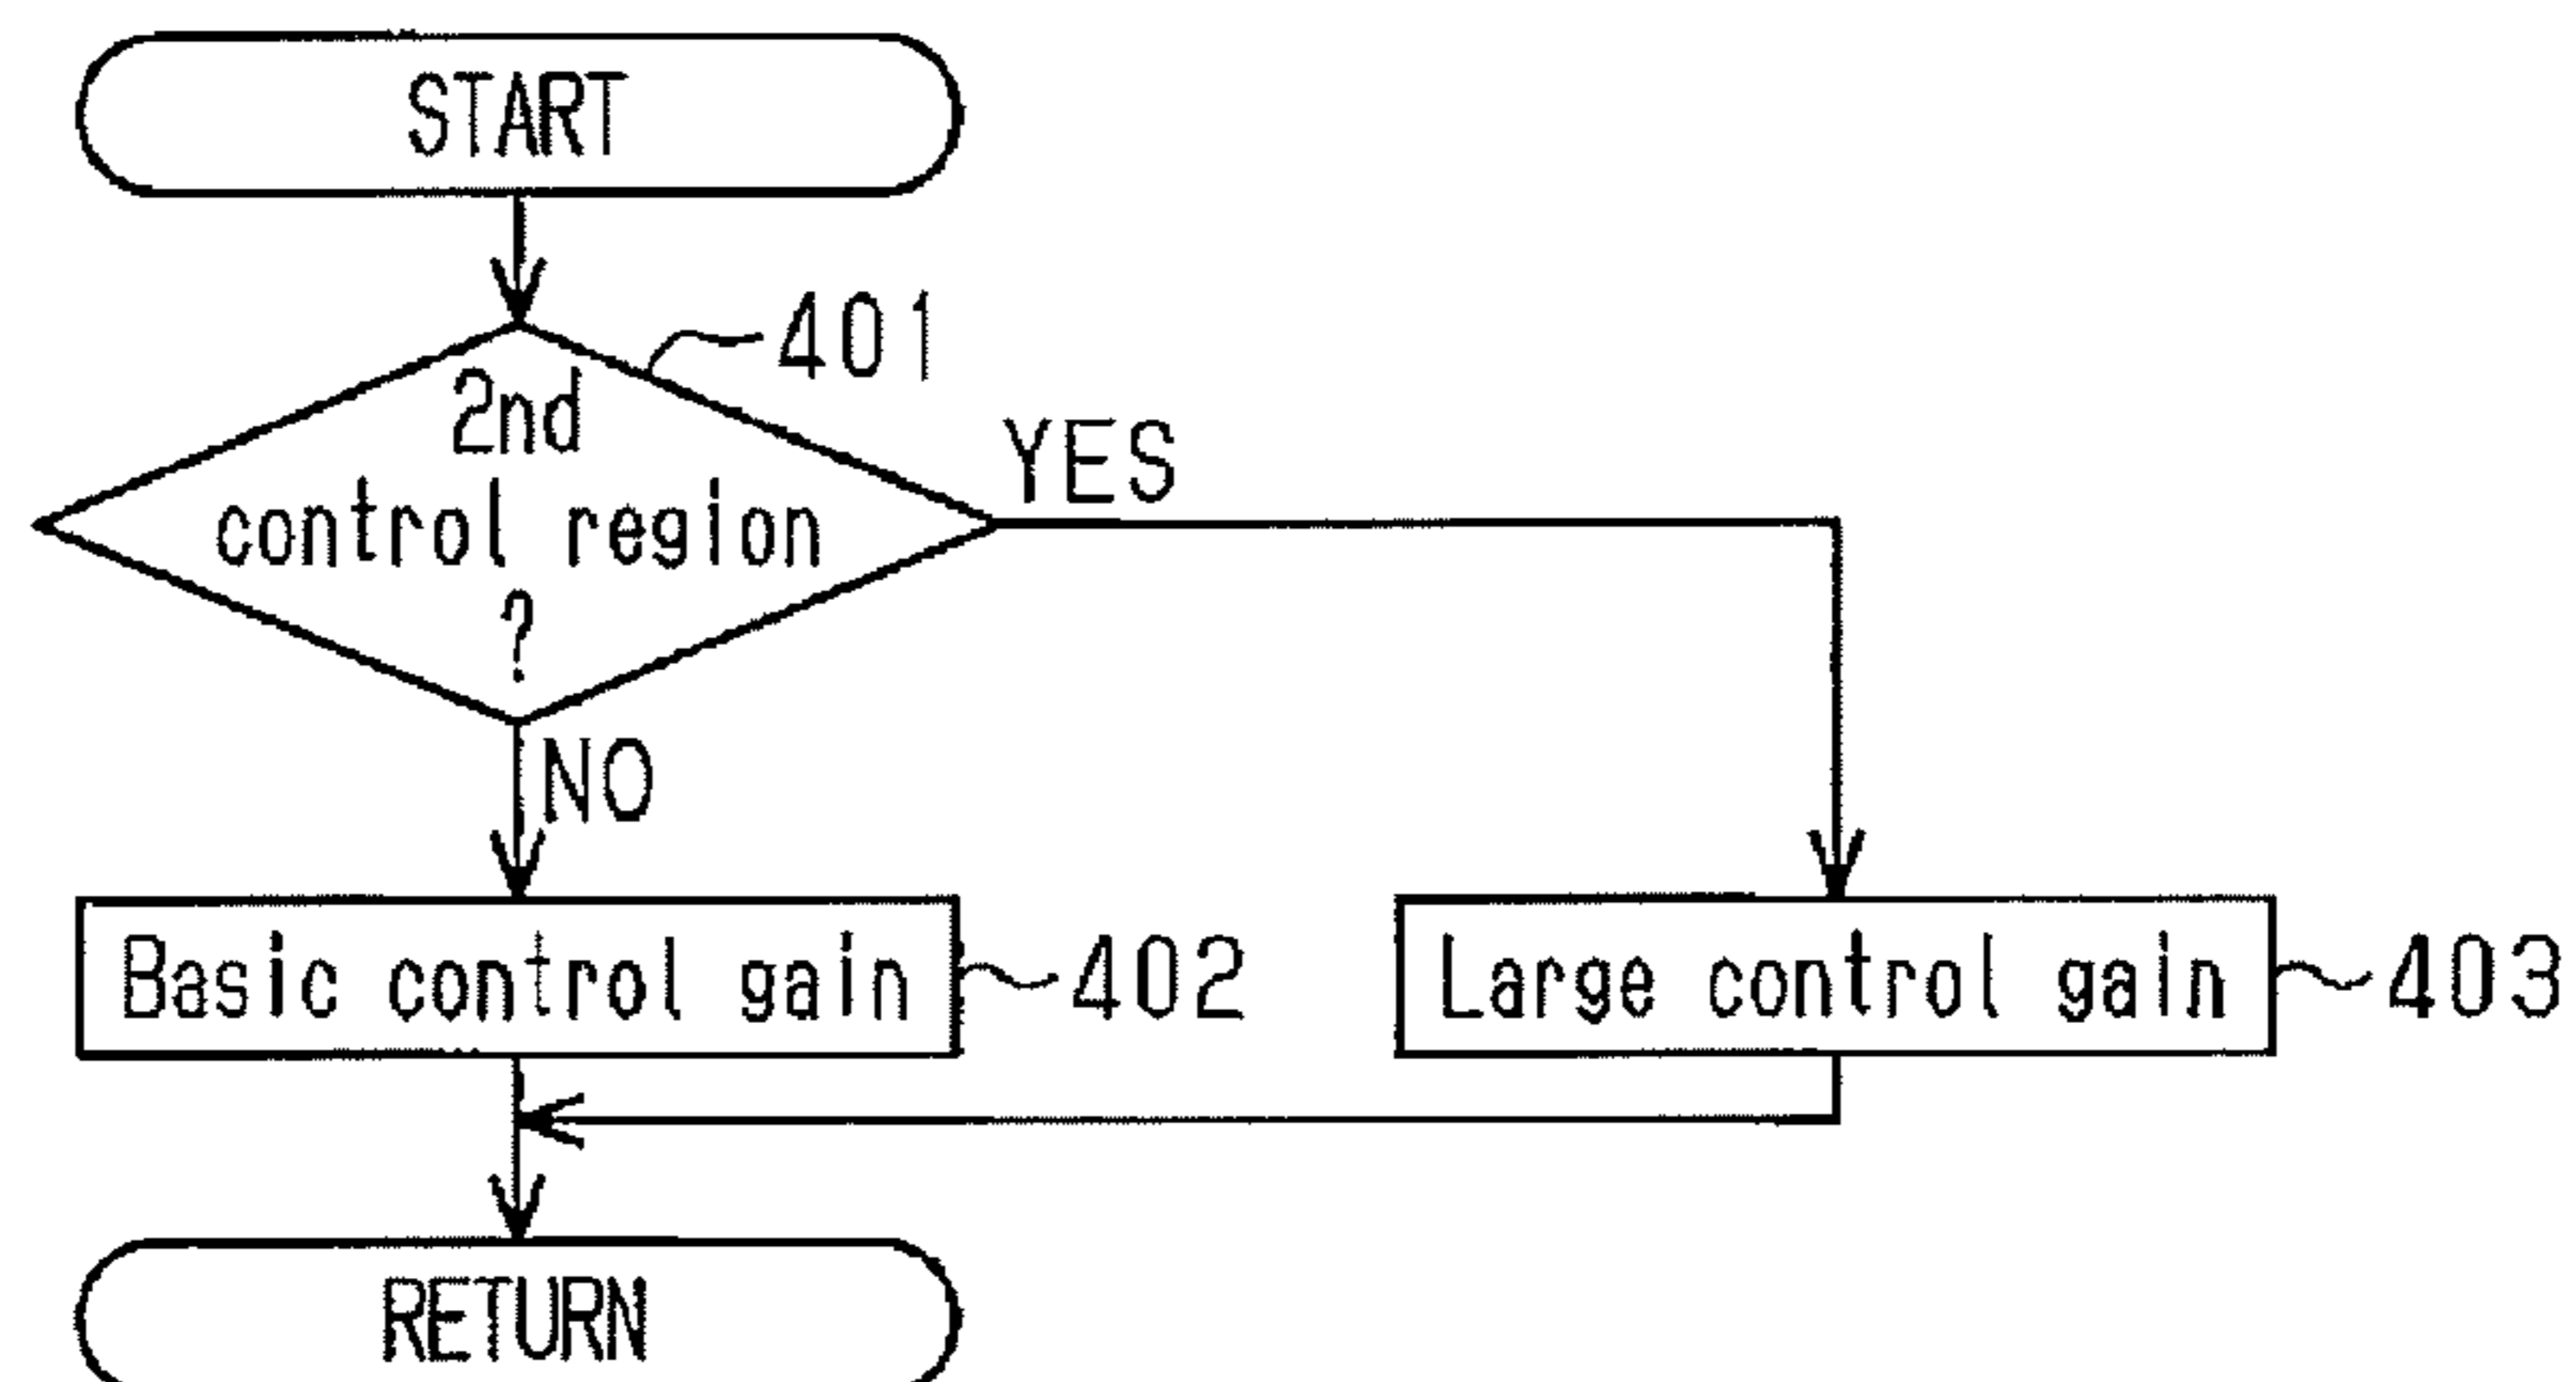 START
401
2nd
control region
?
YES
NO
Basic control gain
402
Large control gain
403
RETURN